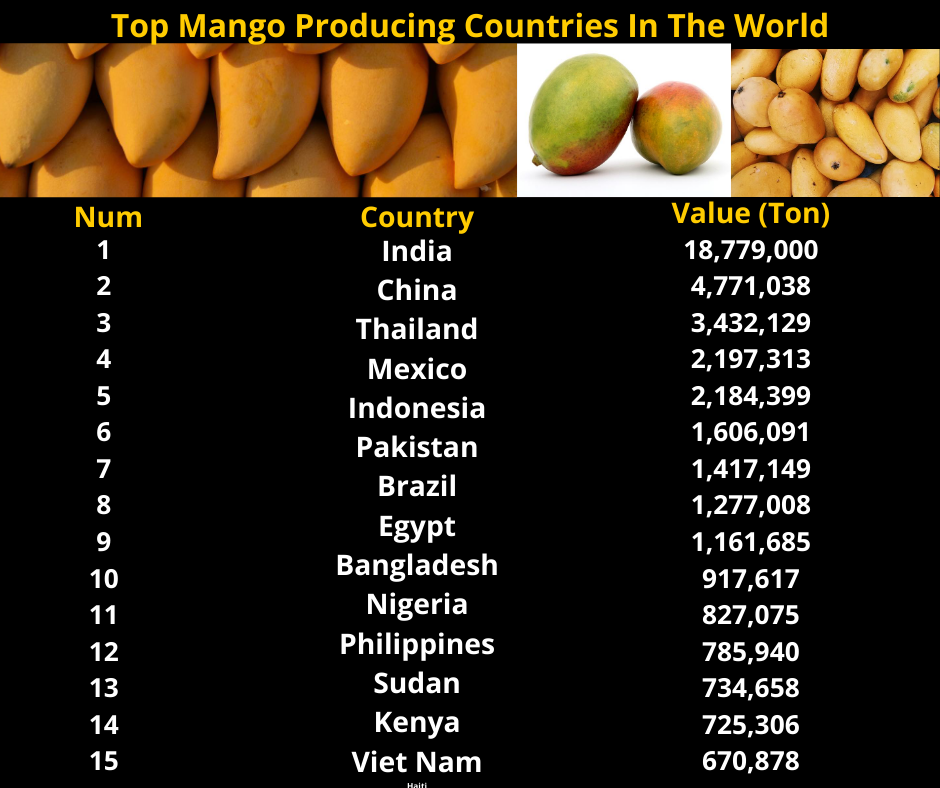 Top Mango Producing Countries In The World
Num Country Value (Ton)
1 India 18,779,000
2 China 4,771,038
3 Thailand 3,432,129
4 Mexico 2,197,313
5 Indonesia 2,184,399
6 Pakistan 1,606,091
7 Brazil 1,417,149
8 Egypt 1,277,008
9 Bangladesh 1,161,685
10 Nigeria 917,617
11 Philippines 827,075
12 Sudan 785,940
13 Kenya 734,658
14 Viet Nam 725,306
15 Haiti 670,878